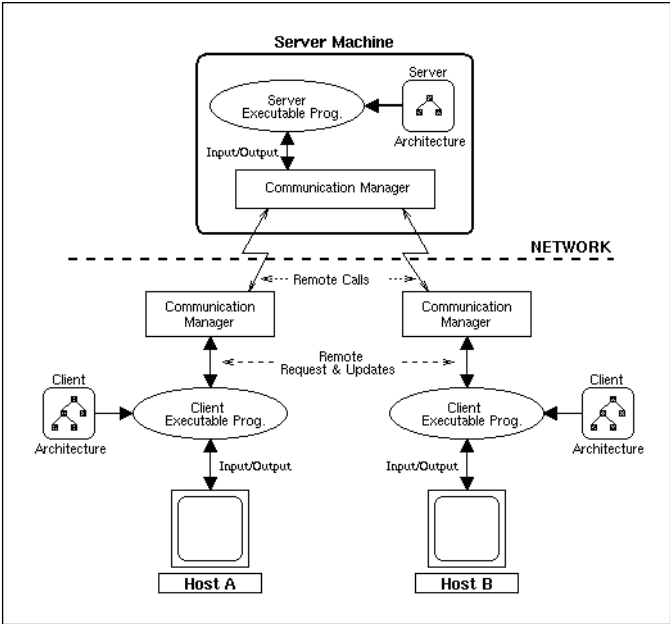 Server Machine
Server
Server
Executable Prog.
Architecture
Input/Output
Communication Manager
NETWORK
Remote Calls
Communication
Manager
Communication
Manager
Remote
Request & Updates
Client
Client
Client
Executable Prog.
Client
Executable Prog.
Architecture
Architecture
Input/Output
Input/Output
Host A
Host B